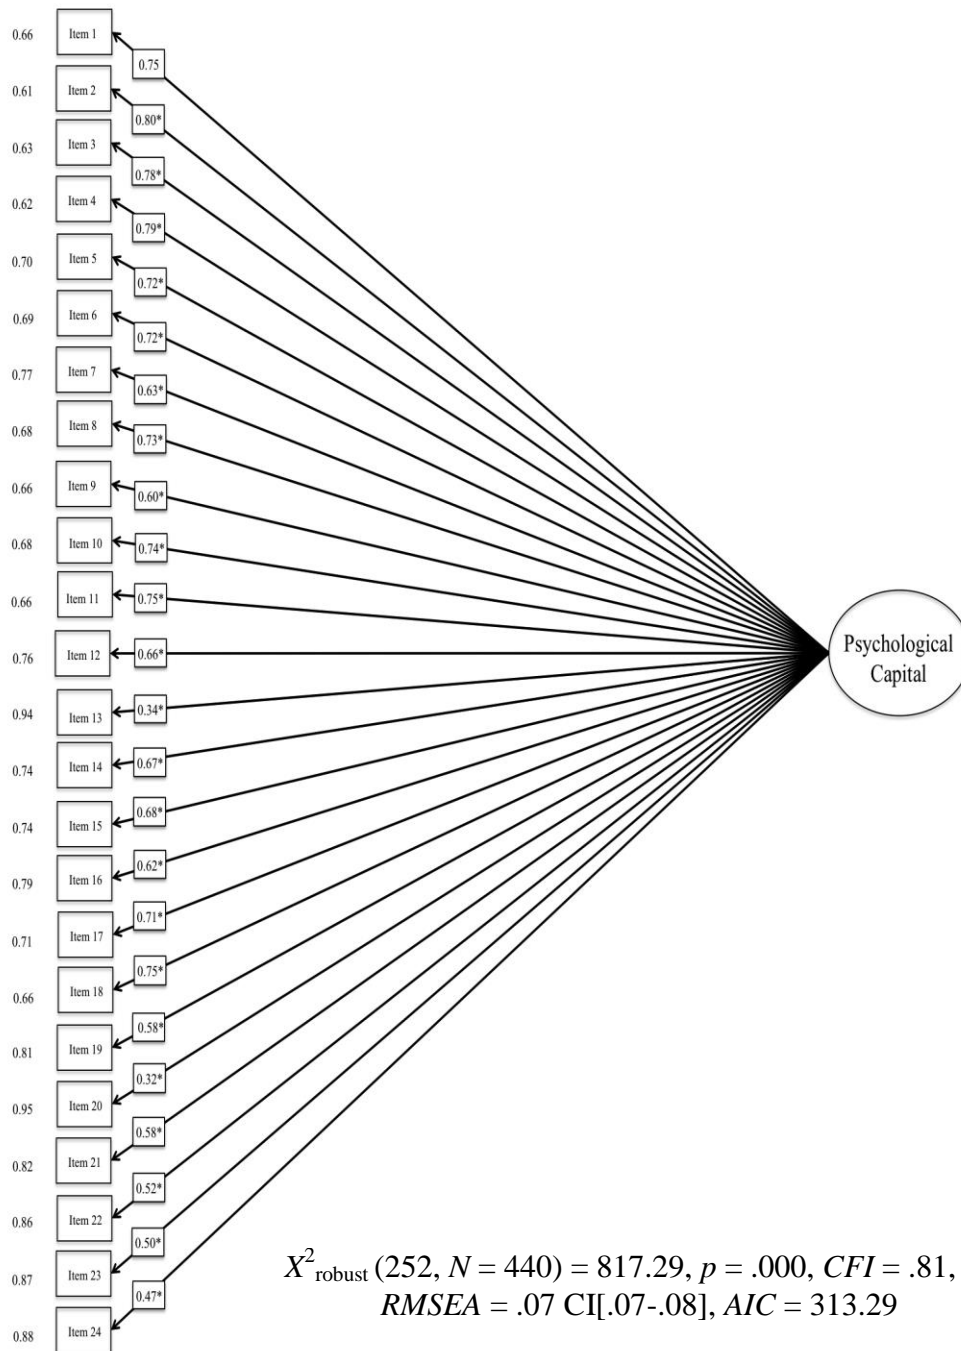 0.66 Item 1 0.75
0.61 Item 2 0.80*
0.63 Item 3 0.78*
0.62 Item 4 0.79*
0.70 Item 5 0.72*
0.69 Item 6 0.72*
0.77 Item 7 0.63*
0.68 Item 8 0.73*
0.66 Item 9 0.60*
0.68 Item 10 0.74*
0.66 Item 11 0.75*
0.76 Item 12 0.66*
0.94 Item 13 0.34*
0.74 Item 14 0.67*
0.74 Item 15 0.68*
0.79 Item 16 0.62*
0.71 Item 17 0.71*
0.66 Item 18 0.75*
0.81 Item 19 0.58*
0.95 Item 20 0.32*
0.82 Item 21 0.58*
0.86 Item 22 0.52*
0.87 Item 23 0.50*
0.88 Item 24 0.47*
Psychological
Capital
X²robust (252, N = 440) = 817.29, p = .000, CFI = .81,
RMSEA = .07 CI[.07-.08], AIC = 313.29